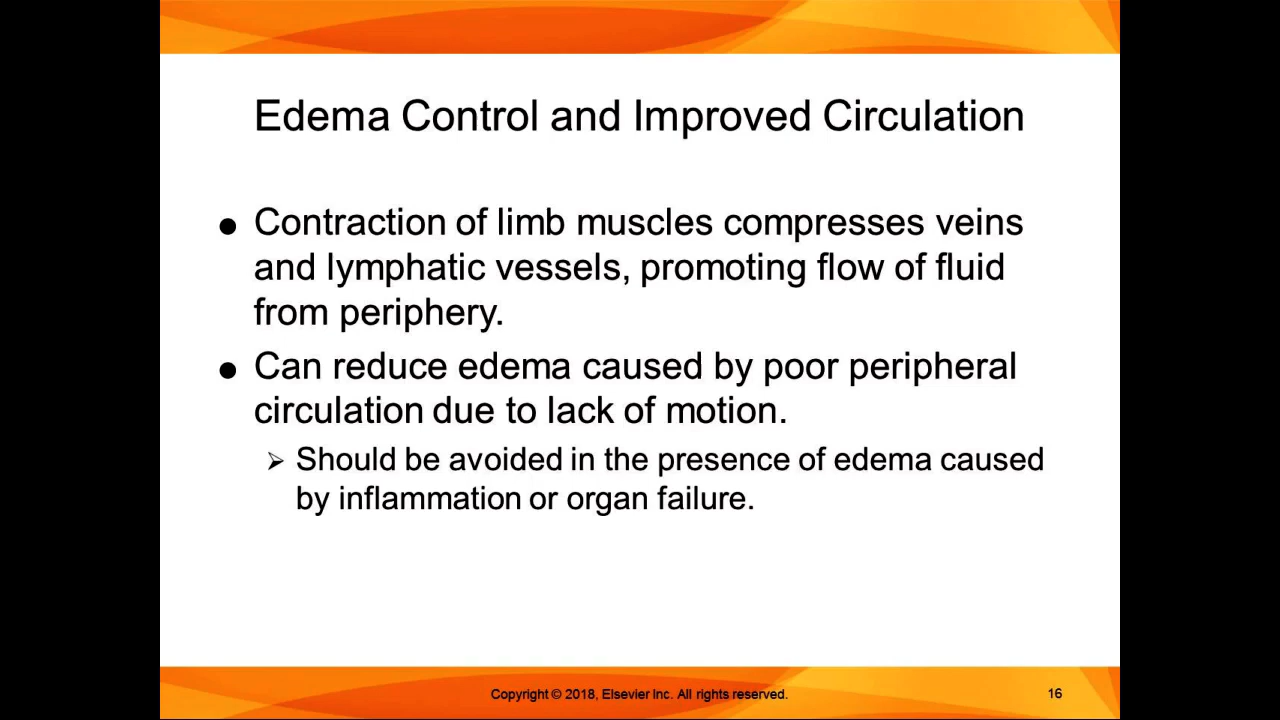 Edema Control and Improved Circulation
● Contraction of limb muscles compresses veins
and lymphatic vessels, promoting flow of fluid
from periphery.
● Can reduce edema caused by poor peripheral
circulation due to lack of motion.
➢ Should be avoided in the presence of edema caused
by inflammation or organ failure.
Copyright © 2018, Elsevier Inc. All rights reserved.
16